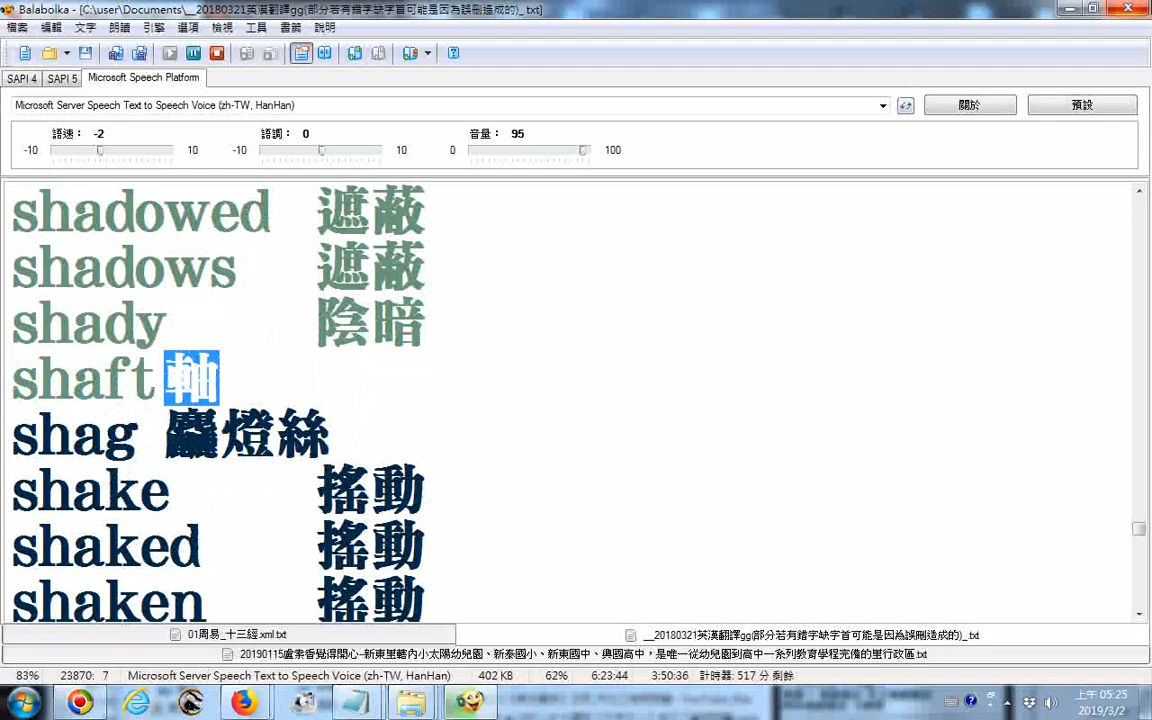 Balabolka - [C:\user\Documents\__20180321英漢翻譯gg(部分若有錯字缺字首可能是因為誤刪造成的)_.txt]
檔案 編輯 文字 朗讀 引擎 選項 檢視 工具 書籤 說明
SAPI 4 SAPI 5 Microsoft Speech Platform
Microsoft Server Speech Text to Speech Voice (zh-TW, HanHan) 關於 預設
語速： -2 語調： 0 音量： 95
-10 10 -10 10 0 100
shadowed 遮蔽
shadows 遮蔽
shady 陰暗
shaft 軸
shag 燈絲
shake 搖動
shaked 搖動
shaken 搖動
01周易_十三經.xml.txt __20180321英漢翻譯gg(部分若有錯字缺字首可能是因為誤刪造成的)_.txt
20190115盧素香覺得開心-新東里轄內小太陽幼兒園、新泰國小、新東國中、興國高中，是唯一從幼兒園到高中一系列教育學程完備的里行政區.txt
83% 23870: 7 Microsoft Server Speech Text to Speech Voice (zh-TW, HanHan) 402 KB 62% 6:23:44 3:50:36 計時器: 517 分 剩餘
上午 05:25
2019/3/2